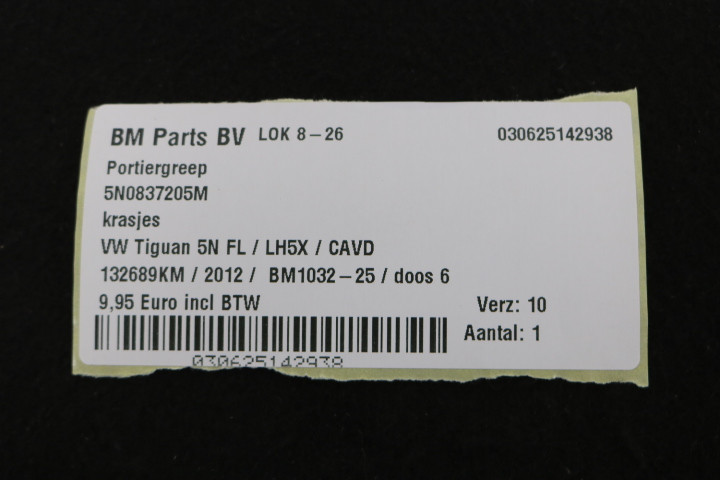 BM Parts BV LOK 8-26 030625142938
Portiergreep
5N0837205M
krasjes
VW Tiguan 5N FL / LH5X / CAVD
132689KM / 2012 / BM1032-25 / doos 6
9,95 Euro incl BTW Verz: 10
Aantal: 1
030625142938